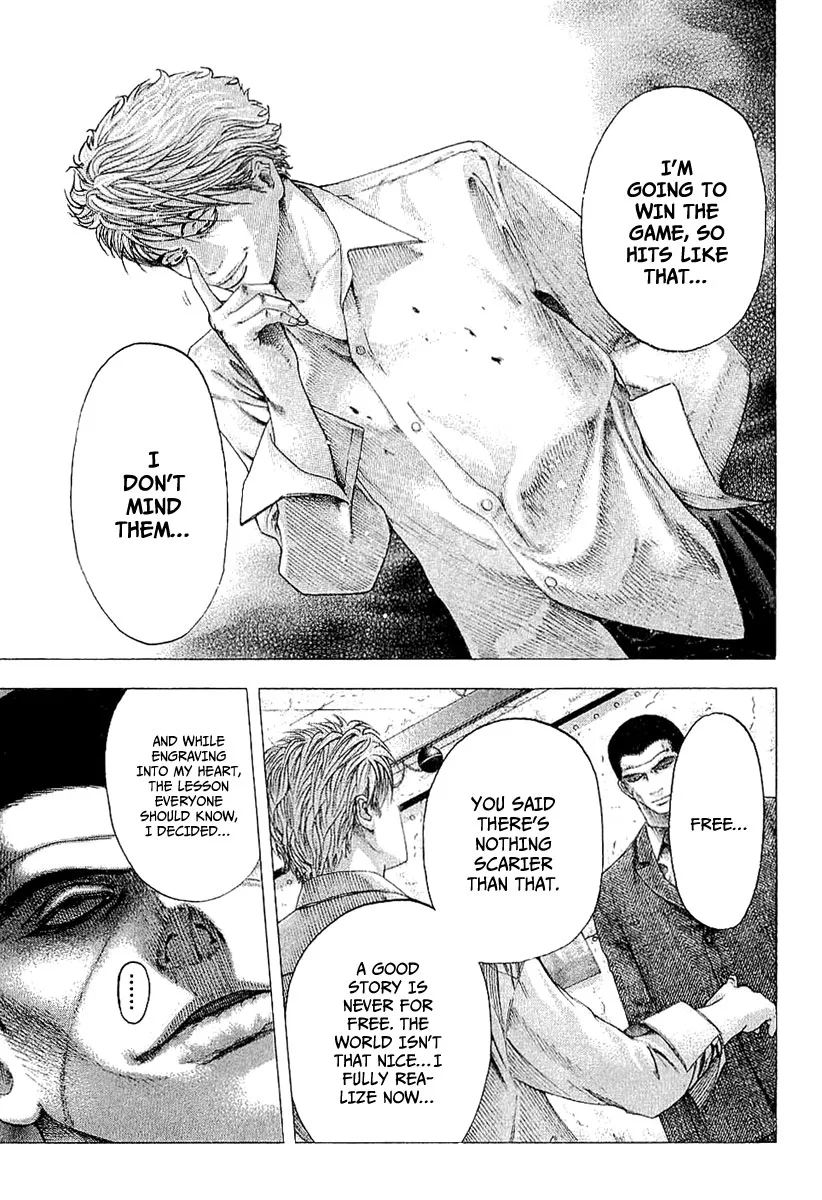 I'M
GOING TO
WIN THE
GAME, SO
HITS LIKE
THAT...
I
DON'T
MIND
THEM...
FREE...
YOU SAID
THERE'S
NOTHING
SCARIER
THAN THAT.
A GOOD
STORY IS
NEVER FOR
FREE. THE
WORLD ISN'T
THAT NICE...I
FULLY REA-
LIZE NOW...
AND WHILE
ENGRAVING
INTO MY HEART,
THE LESSON
EVERYONE
SHOULD KNOW,
I DECIDED...
......